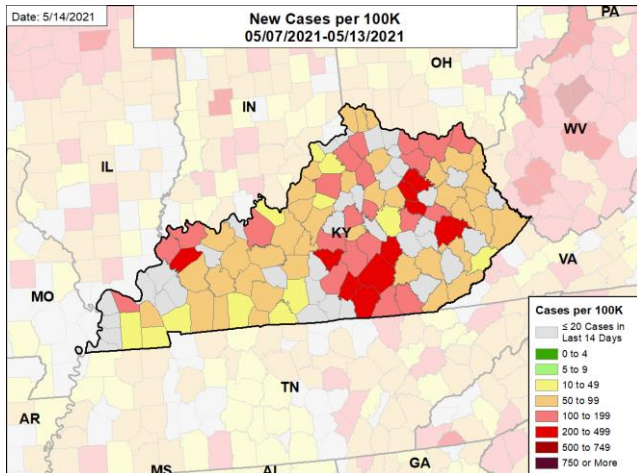 Date: 5/14/2021
New Cases per 100K
05/07/2021-05/13/2021
PA
OH
IN
WV
IL
KY
VA
MO
TN
AR
MS
AL
GA
Cases per 100K
≤ 20 Cases in
Last 14 Days
0 to 4
5 to 9
10 to 49
50 to 99
100 to 199
200 to 499
500 to 749
750 or More